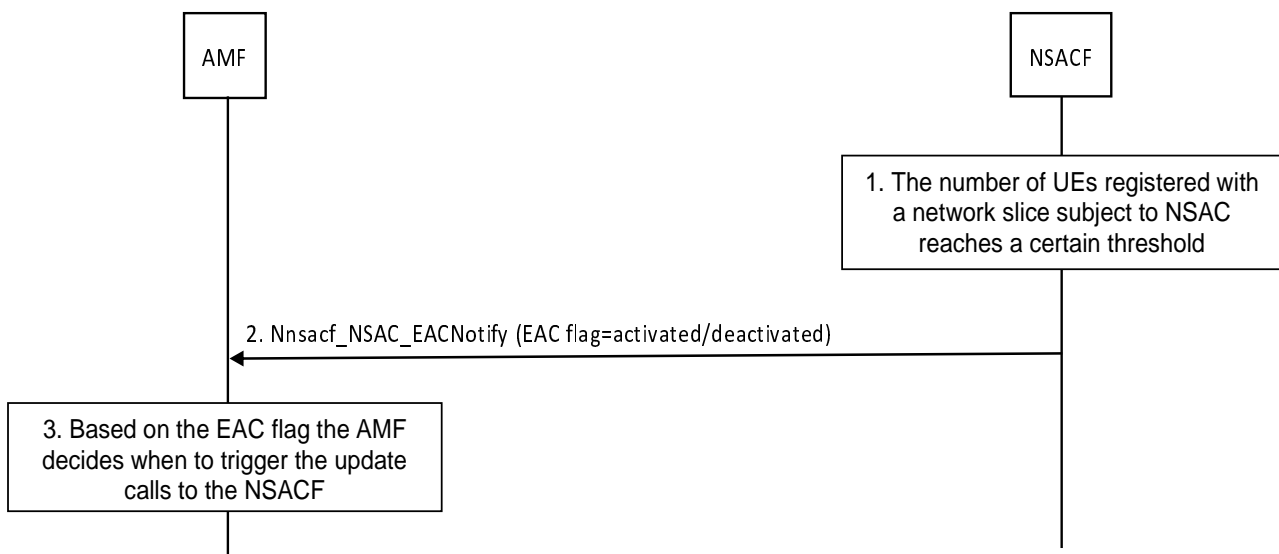 AMF
NSACF
1. The number of UEs registered with
a network slice subject to NSAC
reaches a certain threshold
2. Nnsacf_NSAC_EACNotify (EAC flag=activated/deactivated)
3. Based on the EAC flag the AMF
decides when to trigger the update
calls to the NSACF